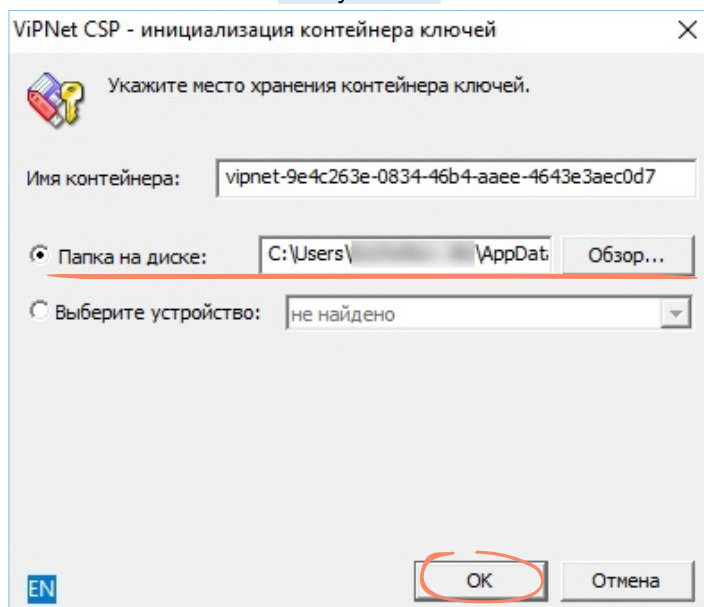 ViPNet CSP - инициализация контейнера ключей
Укажите место хранения контейнера ключей.
Имя контейнера: vipnet-9e4c263e-0834-46b4-aaee-4643e3aec0d7
Папка на диске: C:\Users\ \AppDat Обзор...
Выберите устройство: не найдено
EN OK Отмена